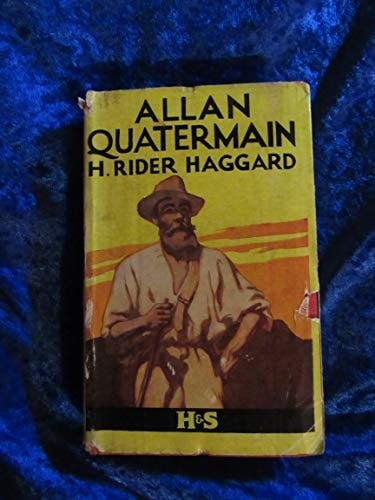 ALLAN
QUATERMAIN
H. RIDER HAGGARD
H&S